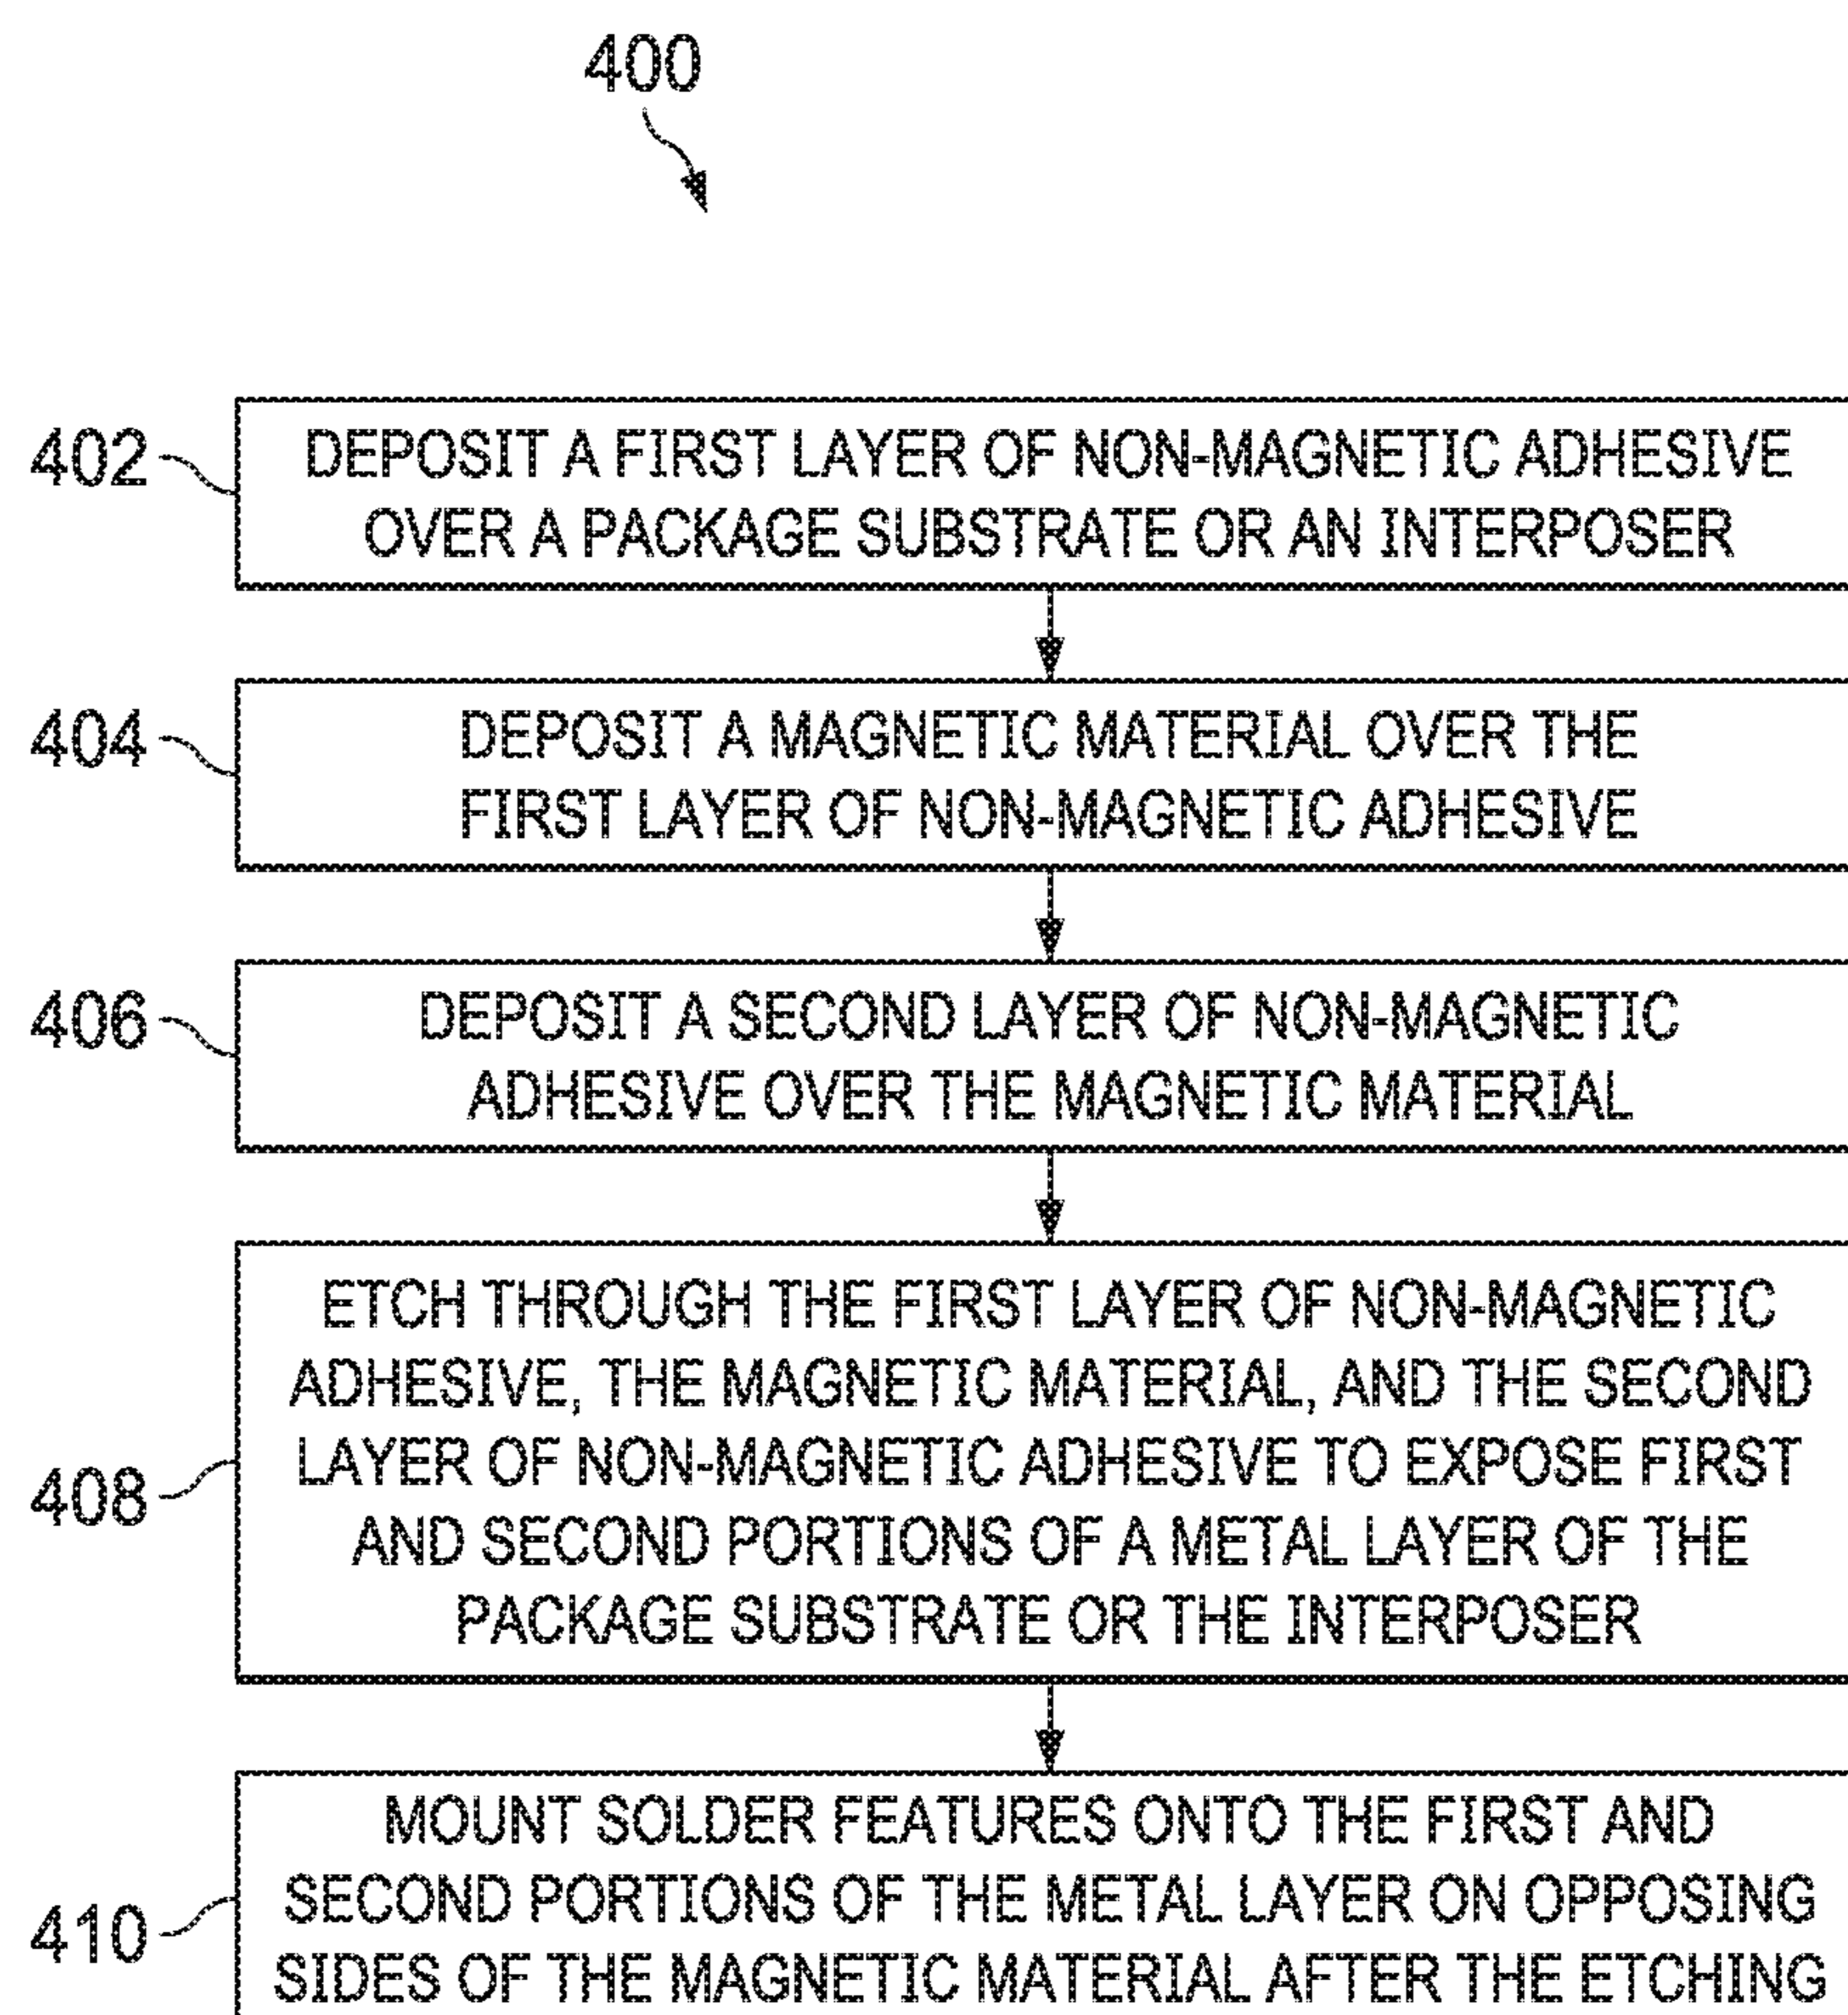 400
402
DEPOSIT A FIRST LAYER OF NON-MAGNETIC ADHESIVE
OVER A PACKAGE SUBSTRATE OR AN INTERPOSER
404
DEPOSIT A MAGNETIC MATERIAL OVER THE
FIRST LAYER OF NON-MAGNETIC ADHESIVE
406
DEPOSIT A SECOND LAYER OF NON-MAGNETIC
ADHESIVE OVER THE MAGNETIC MATERIAL
408
ETCH THROUGH THE FIRST LAYER OF NON-MAGNETIC
ADHESIVE, THE MAGNETIC MATERIAL, AND THE SECOND
LAYER OF NON-MAGNETIC ADHESIVE TO EXPOSE FIRST
AND SECOND PORTIONS OF A METAL LAYER OF THE
PACKAGE SUBSTRATE OR THE INTERPOSER
410
MOUNT SOLDER FEATURES ONTO THE FIRST AND
SECOND PORTIONS OF THE METAL LAYER ON OPPOSING
SIDES OF THE MAGNETIC MATERIAL AFTER THE ETCHING